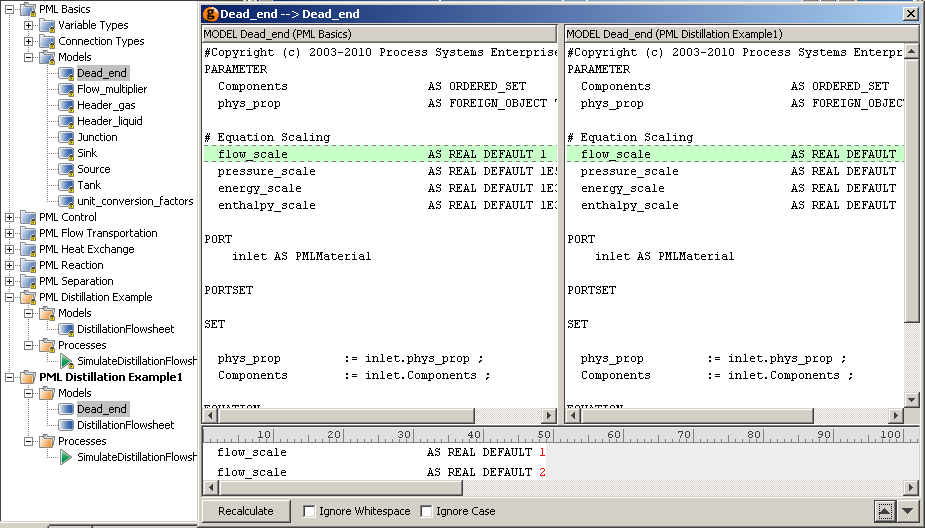 PML Basics
Variable Types
Connection Types
Models
Dead_end
Flow_multiplier
Header_gas
Header_liquid
Junction
Sink
Source
Tank
unit_conversion_factors
PML Control
PML Flow Transportation
PML Heat Exchange
PML Reaction
PML Separation
PML Distillation Example
Models
DistillationFlowsheet
Processes
SimulateDistillationFlowsh
PML Distillation Example1
Models
Dead_end
DistillationFlowsheet
Processes
SimulateDistillationFlowsh
Dead_end --> Dead_end
MODEL Dead_end (PML Basics)
#Copyright (c) 2003-2010 Process Systems Enterprise
PARAMETER
Components AS ORDERED_SET
phys_prop AS FOREIGN_OBJECT "
# Equation Scaling
flow_scale AS REAL DEFAULT 1
pressure_scale AS REAL DEFAULT 1E5
energy_scale AS REAL DEFAULT 1E3
enthalpy_scale AS REAL DEFAULT 1E3
PORT
inlet AS PMLMaterial
PORTSET
SET
phys_prop := inlet.phys_prop ;
Components := inlet.Components ;
EQUATION
MODEL Dead_end (PML Distillation Example1)
#Copyright (c) 2003-2010 Process Systems Enterpr
PARAMETER
Components AS ORDERED_SET
phys_prop AS FOREIGN_OBJECT
# Equation Scaling
flow_scale AS REAL DEFAULT
pressure_scale AS REAL DEFAULT
energy_scale AS REAL DEFAULT
enthalpy_scale AS REAL DEFAULT
PORT
inlet AS PMLMaterial
PORTSET
SET
phys_prop := inlet.phys_prop ;
Components := inlet.Components ;
EQUATION
10 20 30 40 50 60 70 80 90 100
flow_scale AS REAL DEFAULT 1
flow_scale AS REAL DEFAULT 2
Recalculate Ignore Whitespace Ignore Case